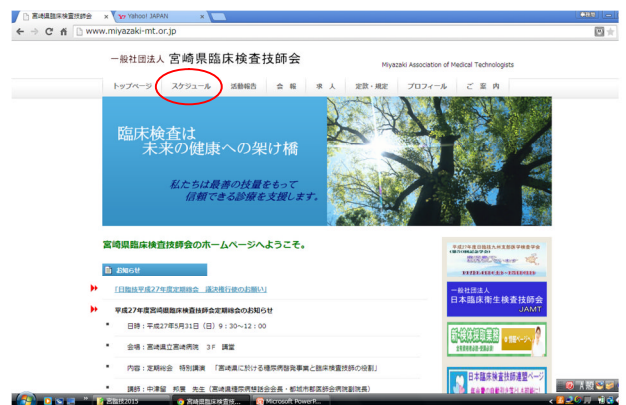 宮崎県臨床検査技師会
Yahoo! JAPAN
www.miyazaki-mt.or.jp
一般社団法人 宮崎県臨床検査技師会
Miyazaki Association of Medical Technologists
トップページ スケジュール 活動報告 会 報 求 人 定款・規定 プロフィール ご 案 内
臨床検査は
未来の健康への架け橋
私たちは最善の技量をもって
信頼できる診療を支援します。
宮崎県臨床検査技師会のホームページへようこそ。
お知らせ
「日臨技平成27年度定期総会 議決権行使のお願い」
平成27年度宮崎県臨床検査技師会定期総会のお知らせ
日時：平成27年5月31日（日）9：30～12：00
会場：宮崎県立宮崎病院 3F 講堂
内容：定期総会 特別講演 「宮崎県に於ける糖尿病啓発事業と臨床検査技師の役割」
講師：中津留 邦展 先生（宮崎県糖尿病懇話会会長・都城市郡医師会病院副院長）
一般社団法人
日本臨床衛生検査技師会
JAMT
新・検体採取業務
日本臨床検査技師連盟ページ
宮臨技2015
宮崎県臨床検査技...
Microsoft PowerP...